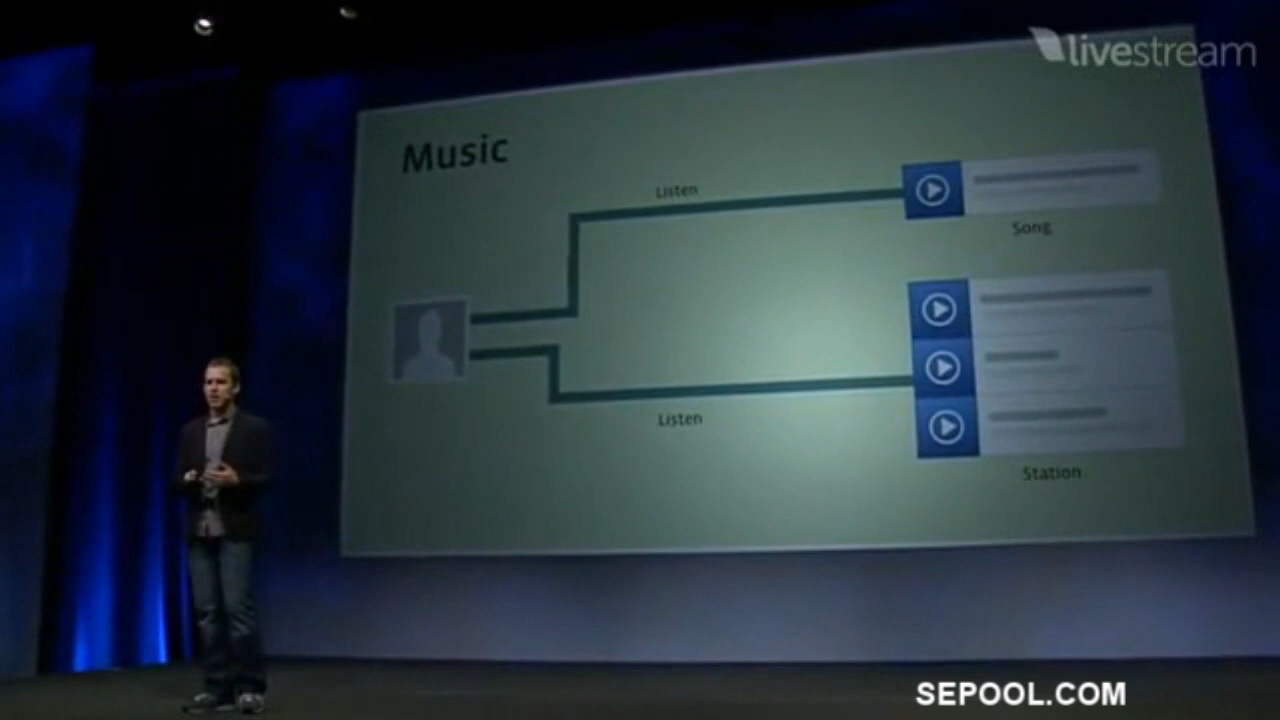 livestream
Music
Listen
Song
Listen
Station
SEPOOL.COM